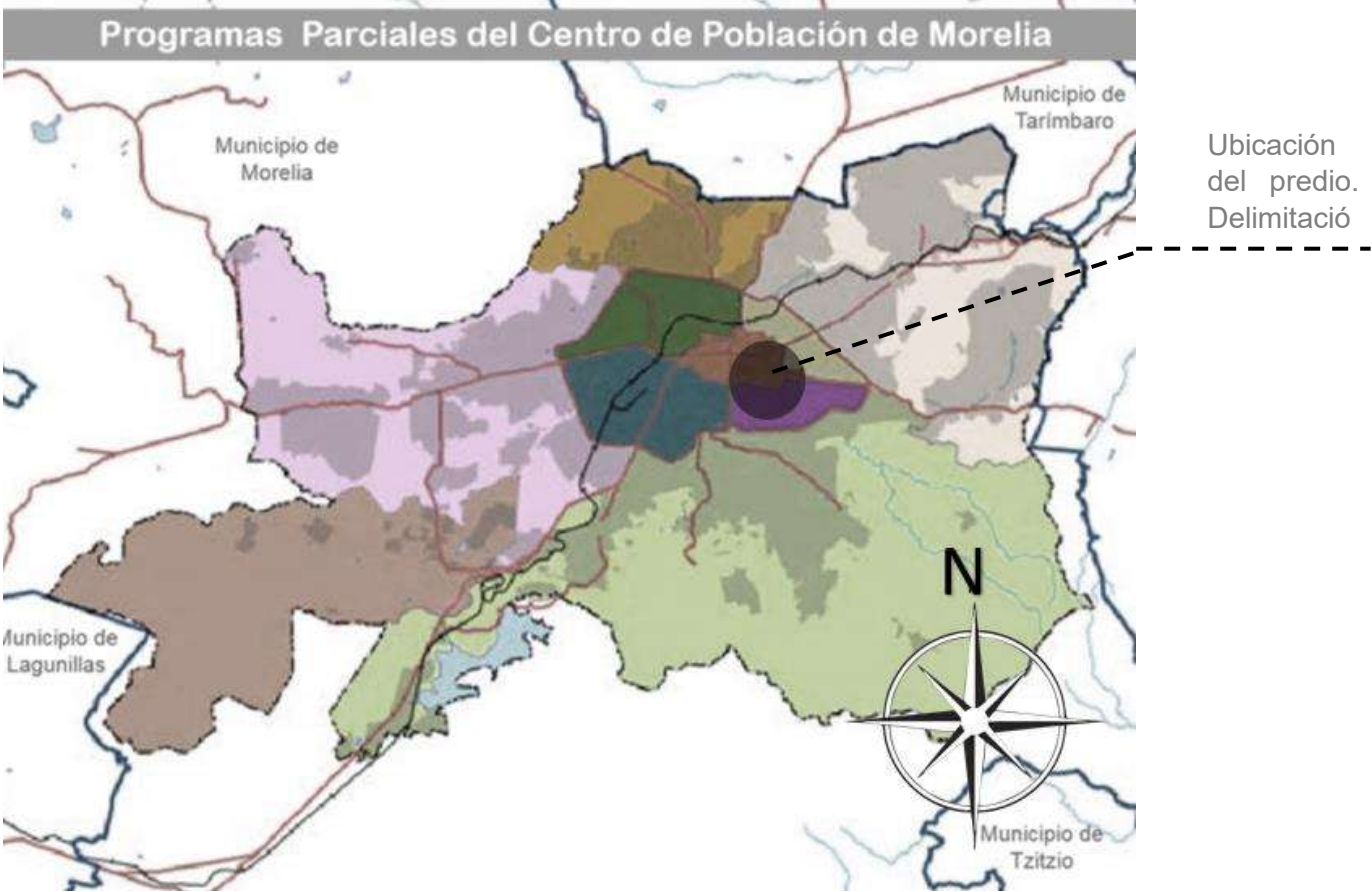 Programas Parciales del Centro de Población de Morelia
Municipio de
Tarímbaro
Municipio de
Morelia
Ubicación
del predio.
Delimitació
N
Municipio de
Lagunillas
Municipio de
Tzitzio